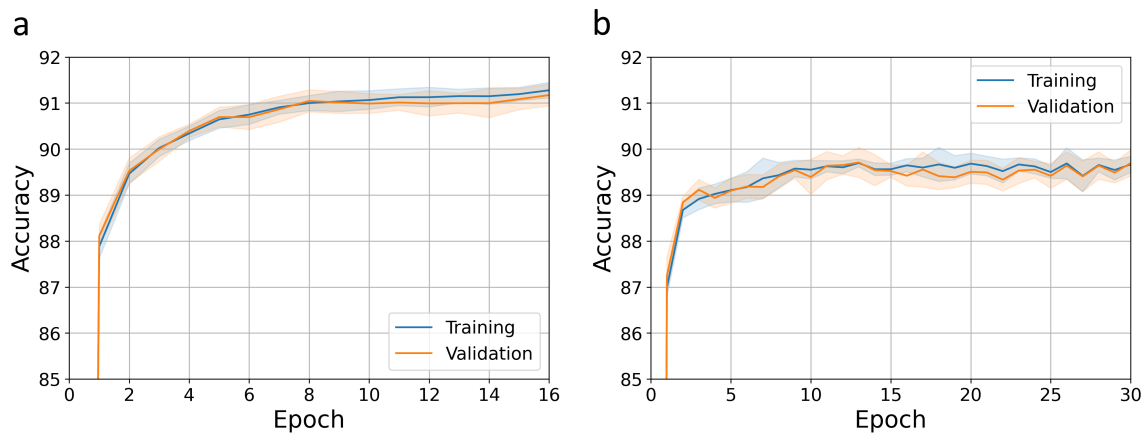 a
b
92
91
90
89
88
87
86
85
Accuracy
0 2 4 6 8 10 12 14 16
Epoch
Training
Validation
92
91
90
89
88
87
86
85
Accuracy
0 5 10 15 20 25 30
Epoch
Training
Validation